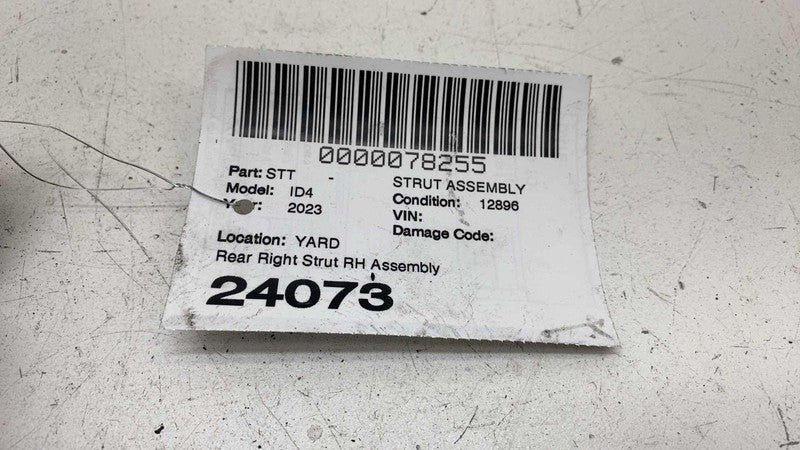 0000078255
Part: STT - STRUT ASSEMBLY
Model: ID4 Condition: 12896
2023 VIN:
Damage Code:
Location: YARD
Rear Right Strut RH Assembly
24073